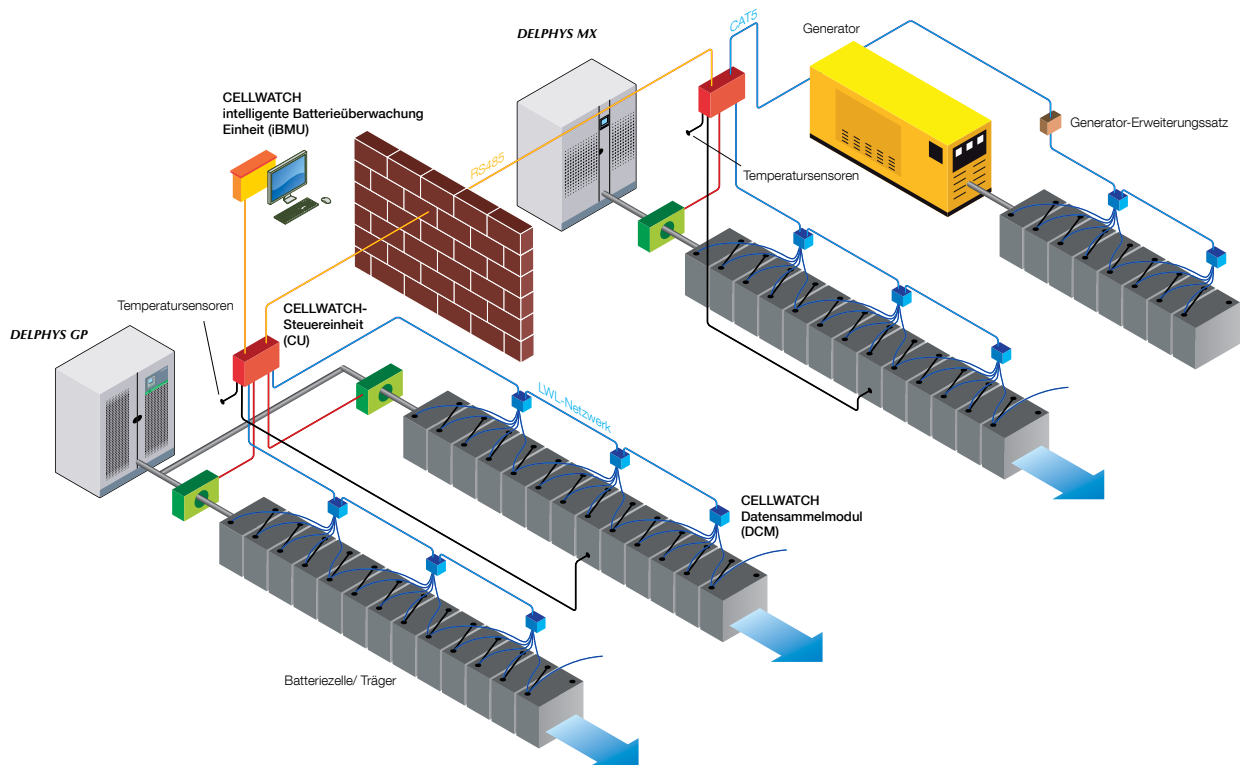 DELPHYS MX
CAT5
Generator
CELLWATCH
intelligente Batterieüberwachung
Einheit (iBMU)
Generator-Erweiterungssatz
RS485
Temperatursensoren
Temperatursensoren
CELLWATCH-
Steuereinheit
(CU)
DELPHYS GP
LWL-Netzwerk
CELLWATCH
Datensammelmodul
(DCM)
Batteriezelle/ Träger